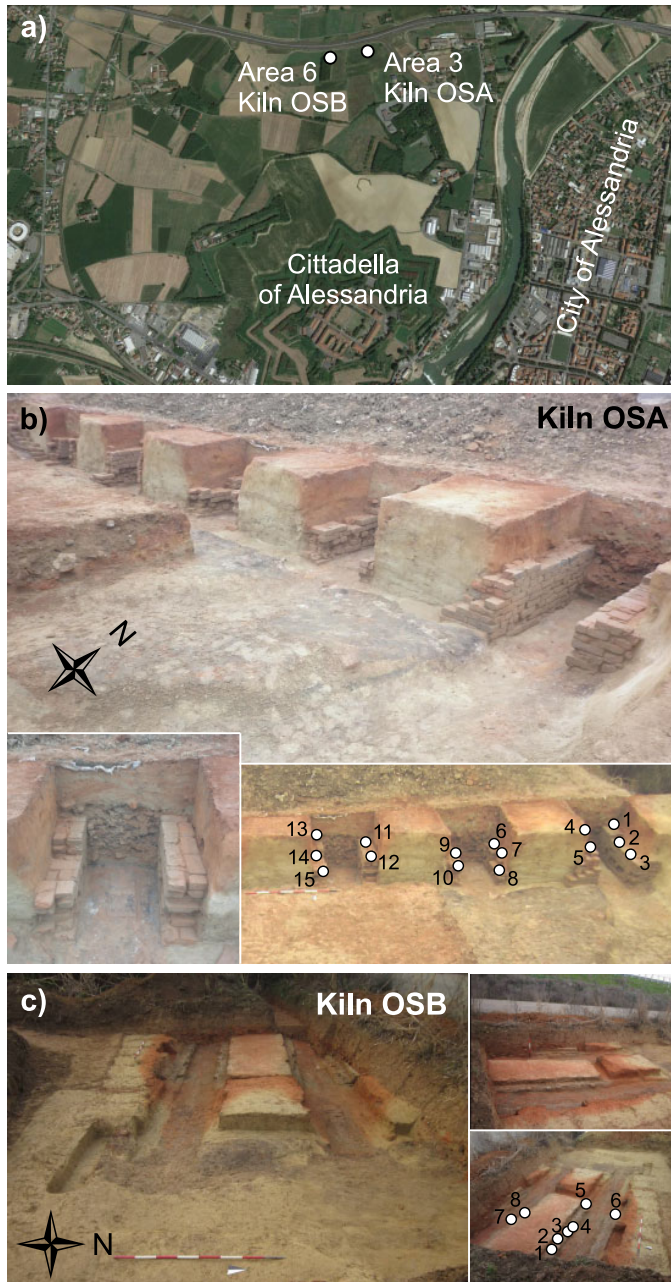 a)
Area 6
Kiln OSB
Area 3
Kiln OSA
Cittadella
of Alessandria
City of Alessandria
b)
Kiln OSA
N
13
14
15
11
12
9
10
6
7
8
4
5
1
2
3
c)
Kiln OSB
N
8
7
5
6
3
4
2
1